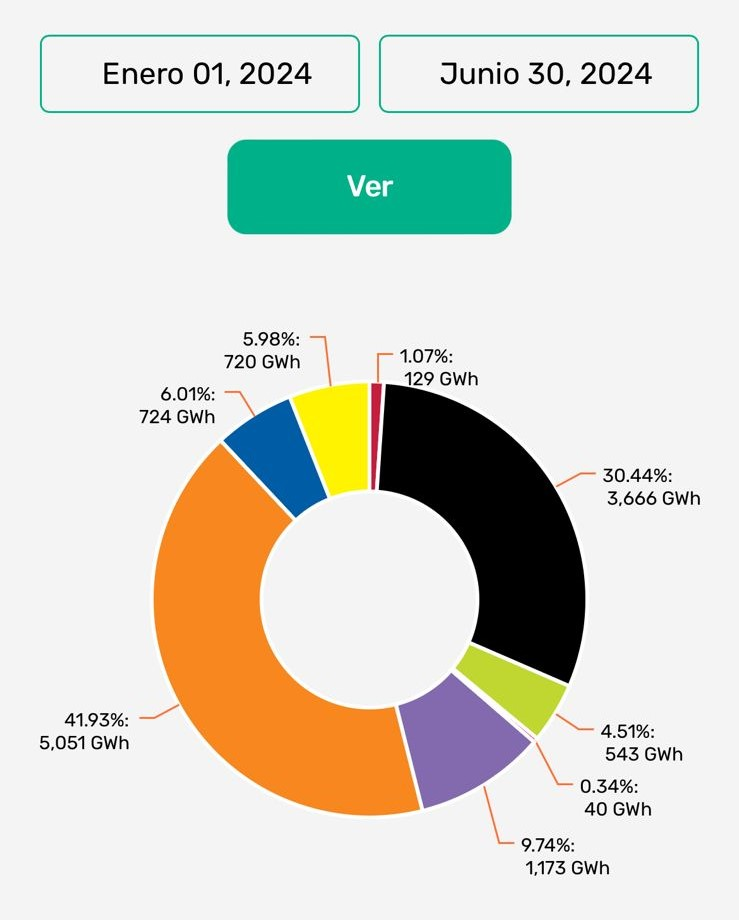 Enero 01, 2024
Junio 30, 2024
Ver
5.98%:
720 GWh
1.07%:
129 GWh
6.01%:
724 GWh
30.44%:
3,666 GWh
41.93%:
5,051 GWh
4.51%:
543 GWh
0.34%:
40 GWh
9.74%:
1,173 GWh